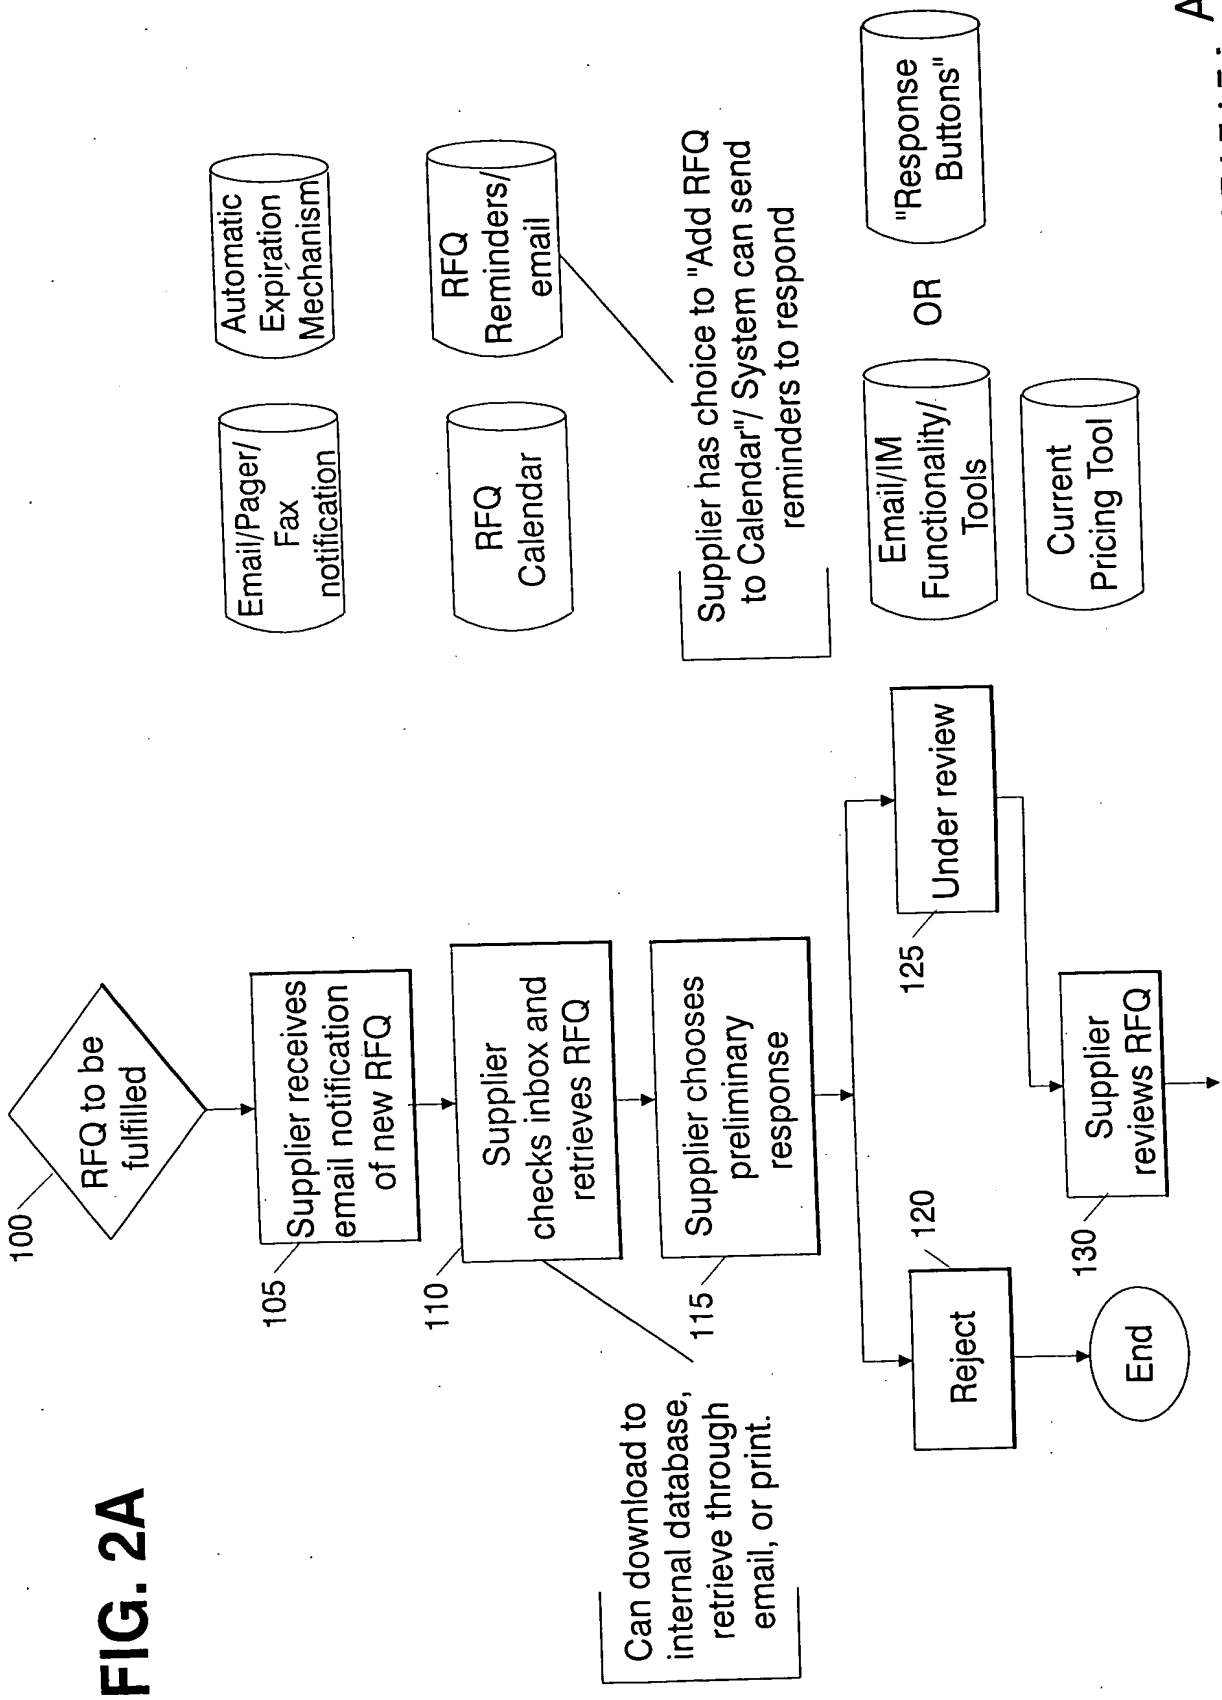 FIG. 2A
100
RFQ to be
fulfilled
Automatic
Expiration
Mechanism
Email/Pager/
Fax
notification
105
Supplier receives
email notification
of new RFQ
RFQ
Reminders/
email
RFQ
Calendar
110
Supplier
checks inbox and
retrieves RFQ
Can download to
internal database,
retrieve through
email, or print.
Supplier has choice to "Add RFQ
to Calendar"/ System can send
reminders to respond
115
Supplier chooses
preliminary
response
120
Reject
End
125
Under review
130
Supplier
reviews RFQ
Email/IM
Functionality/
Tools
OR
"Response
Buttons"
Current
Pricing Tool
A